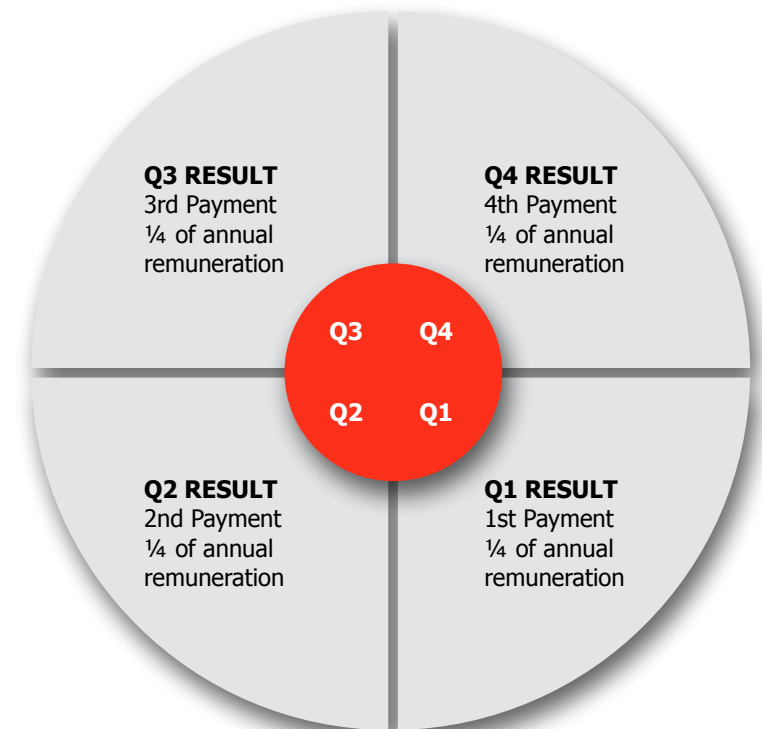 Q3 RESULT
3rd Payment
¼ of annual
remuneration
Q4 RESULT
4th Payment
¼ of annual
remuneration
Q3
Q4
Q2
Q1
Q2 RESULT
2nd Payment
¼ of annual
remuneration
Q1 RESULT
1st Payment
¼ of annual
remuneration